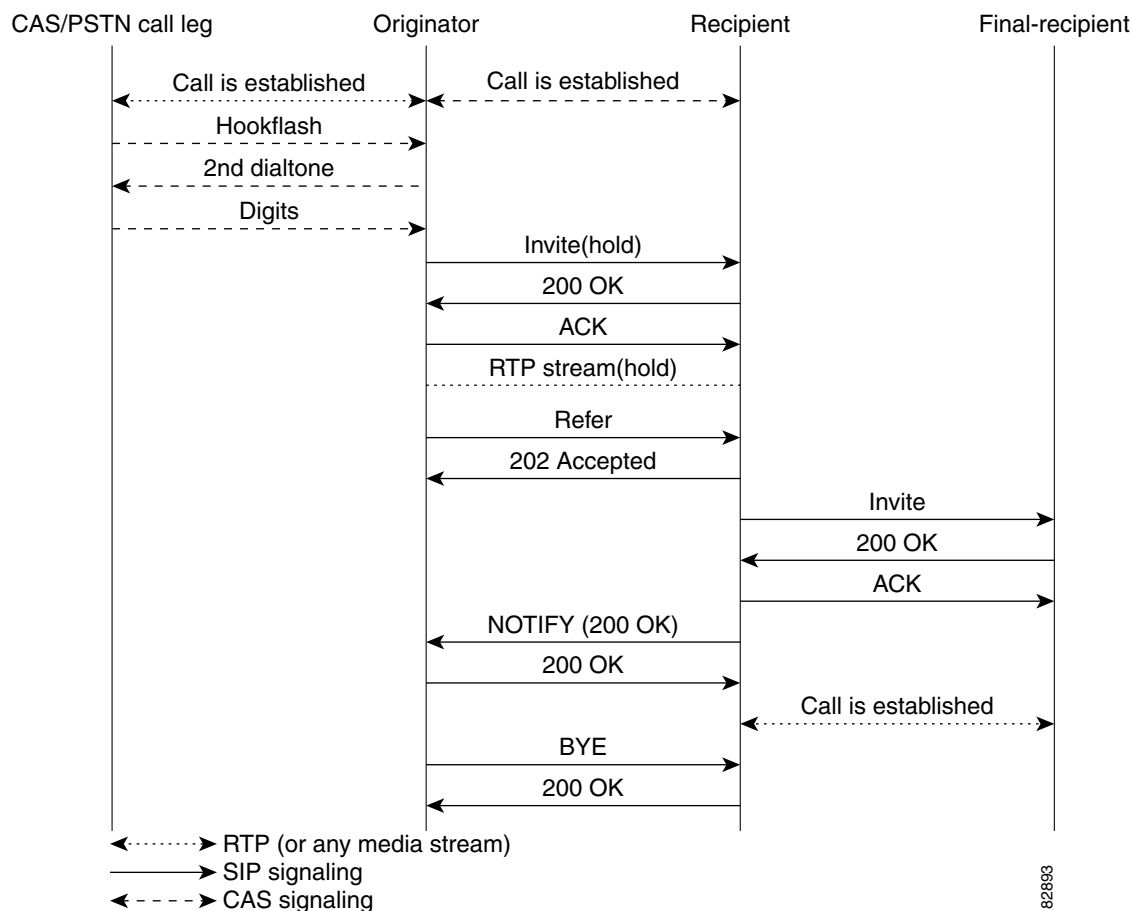 CAS/PSTN call leg
Originator
Recipient
Final-recipient
Call is established
Call is established
Hookflash
2nd dialtone
Digits
Invite(hold)
200 OK
ACK
RTP stream(hold)
Refer
202 Accepted
Invite
200 OK
ACK
NOTIFY (200 OK)
200 OK
Call is established
BYE
200 OK
RTP (or any media stream)
SIP signaling
CAS signaling
82893